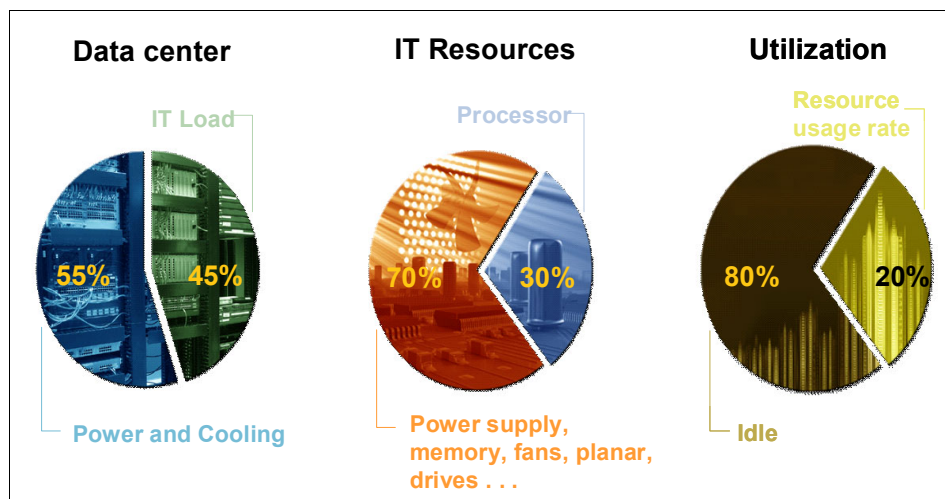 Data center
IT Load
55%
45%
Power and Cooling
IT Resources
Processor
70%
30%
Power supply,
memory, fans, planar,
drives . . .
Utilization
Resource
usage rate
80%
20%
Idle